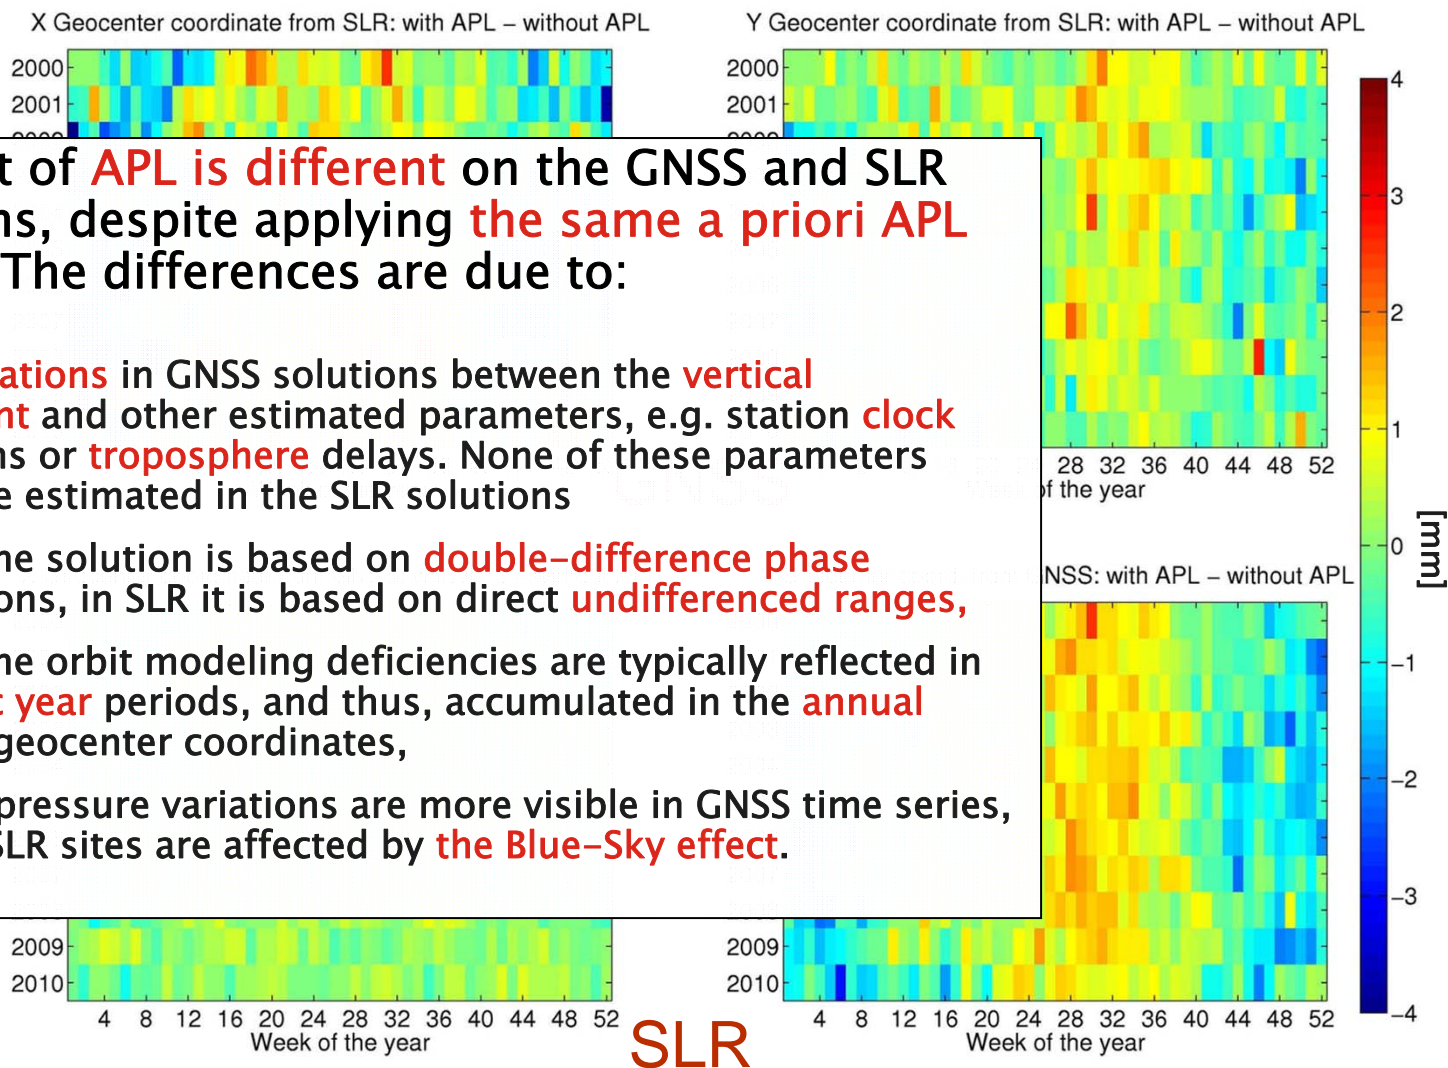 X Geocenter coordinate from SLR: with APL – without APL
Y Geocenter coordinate from SLR: with APL – without APL
2000
2001
2000
2001
t of APL is different on the GNSS and SLR
ns, despite applying the same a priori APL
The differences are due to:
ations in GNSS solutions between the vertical
nt and other estimated parameters, e.g. station clock
ns or troposphere delays. None of these parameters
e estimated in the SLR solutions
ne solution is based on double–difference phase
ons, in SLR it is based on direct undifferenced ranges,
ne orbit modeling deficiencies are typically reflected in
t year periods, and thus, accumulated in the annual
geocenter coordinates,
pressure variations are more visible in GNSS time series,
SLR sites are affected by the Blue–Sky effect.
28 32 36 40 44 48 52
of the year
NSS: with APL – without APL
4
3
2
1
0
–1
–2
–3
–4
[mm]
2009
2010
4 8 12 16 20 24 28 32 36 40 44 48 52
Week of the year
2009
2010
4 8 12 16 20 24 28 32 36 40 44 48 52
Week of the year
SLR